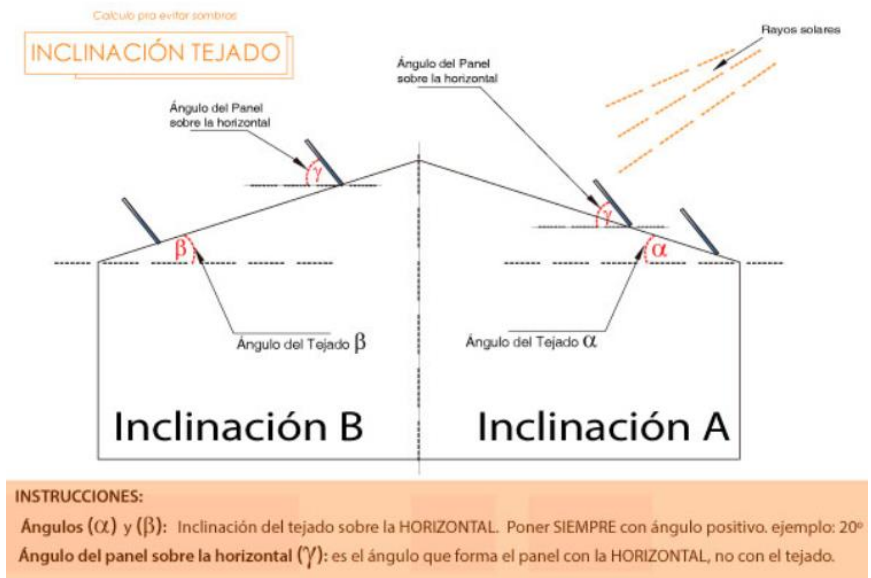 Calculo pra evitar sombras
INCLINACIÓN TEJADO
Rayos solares
Ángulo del Panel
sobre la horizontal
Ángulo del Panel
sobre la horizontal
γ
γ
β
α
Ángulo del Tejado β
Ángulo del Tejado α
Inclinación B
Inclinación A
INSTRUCCIONES:
Ángulos (α) y (β): Inclinación del tejado sobre la HORIZONTAL. Poner SIEMPRE con ángulo positivo. ejemplo: 20º
Ángulo del panel sobre la horizontal (γ): es el ángulo que forma el panel con la HORIZONTAL, no con el tejado.